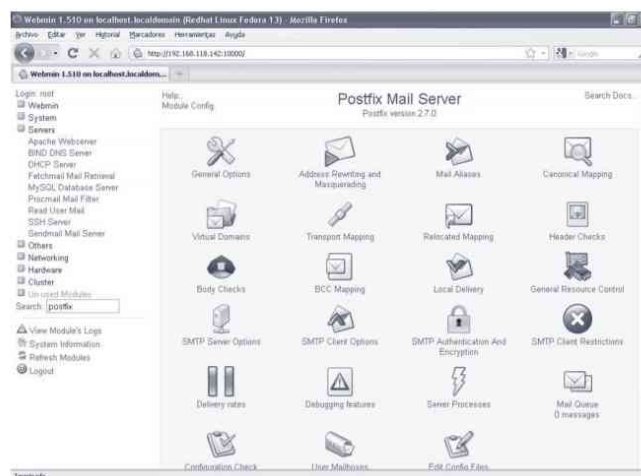 Webmin 1.510 on localhost.localdomain (Redhat Linux Fedora 13) - Mozilla Firefox
Archivo Editar Ver Historial Marcadores Herramientas Ayuda
http://192.168.118.142:10000/
Google
Webmin 1.510 on localhost.localdom...
Login: root
Webmin
System
Servers
Apache Webserver
BIND DNS Server
DHCP Server
Fetchmail Mail Retrieval
MySQL Database Server
Procmail Mail Filter
Read User Mail
SSH Server
Sendmail Mail Server
Others
Networking
Hardware
Cluster
Un-used Modules
Search: postfix
View Module's Logs
System Information
Refresh Modules
Logout
Help..
Module Config
Postfix Mail Server
Postfix version 2.7.0
Search Docs..
General Options
Address Rewriting and
Masquerading
Mail Aliases
Canonical Mapping
Virtual Domains
Transport Mapping
Relocated Mapping
Header Checks
Body Checks
BCC Mapping
Local Delivery
General Resource Control
SMTP Server Options
SMTP Client Options
SMTP Authentication And
Encryption
SMTP Client Restrictions
Delivery rates
Debugging features
Server Processes
Mail Queue
0 messages
Configuration Check
User Mailboxes
Edit Config Files